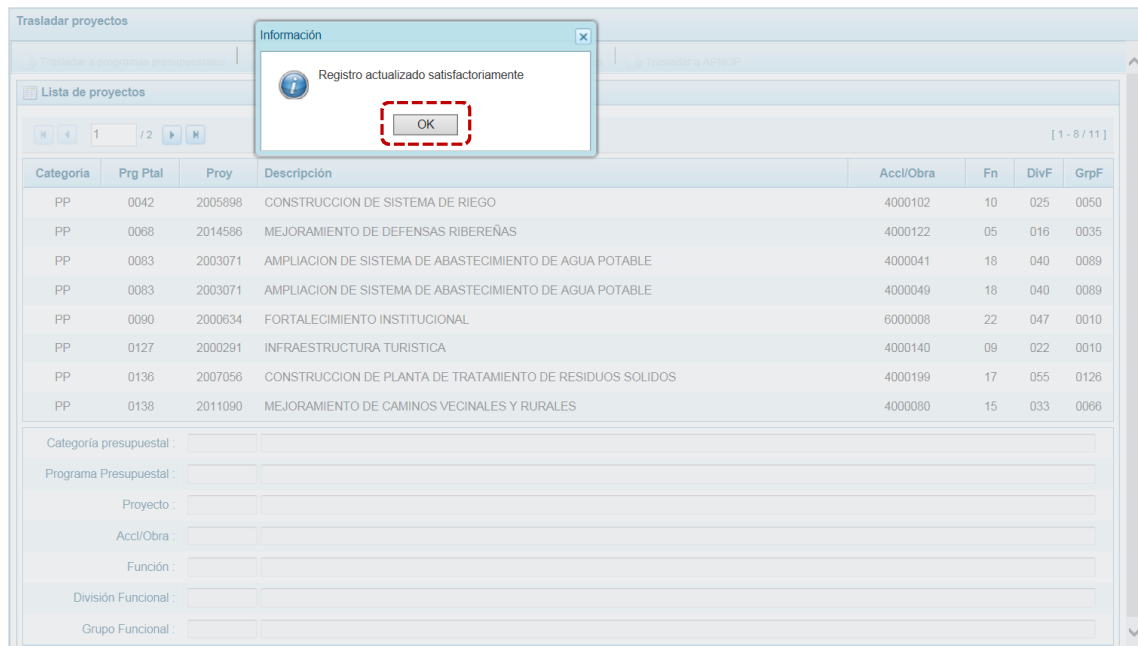 Trasladar proyectos
Información
Trasladar a programas presupuestales
Trasladar a APNOP
Registro actualizado satisfactoriamente
OK
Lista de proyectos
1 / 2 [ 1 - 8 / 11 ]
Categoria Prg Ptal Proy Descripción AccI/Obra Fn DivF GrpF
PP 0042 2005898 CONSTRUCCION DE SISTEMA DE RIEGO 4000102 10 025 0050
PP 0068 2014586 MEJORAMIENTO DE DEFENSAS RIBEREÑAS 4000122 05 016 0035
PP 0083 2003071 AMPLIACION DE SISTEMA DE ABASTECIMIENTO DE AGUA POTABLE 4000041 18 040 0089
PP 0083 2003071 AMPLIACION DE SISTEMA DE ABASTECIMIENTO DE AGUA POTABLE 4000049 18 040 0089
PP 0090 2000634 FORTALECIMIENTO INSTITUCIONAL 6000008 22 047 0010
PP 0127 2000291 INFRAESTRUCTURA TURISTICA 4000140 09 022 0010
PP 0136 2007056 CONSTRUCCION DE PLANTA DE TRATAMIENTO DE RESIDUOS SOLIDOS 4000199 17 055 0126
PP 0138 2011090 MEJORAMIENTO DE CAMINOS VECINALES Y RURALES 4000080 15 033 0066
Categoría presupuestal :
Programa Presupuestal :
Proyecto :
AccI/Obra :
Función :
División Funcional :
Grupo Funcional :